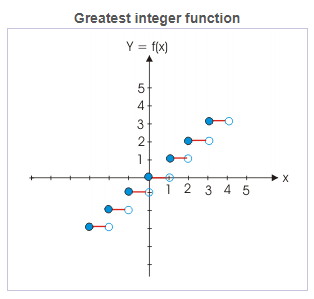 Greatest integer function
Y = f(x)
5
4
3
2
1
x
1 2 3 4 5